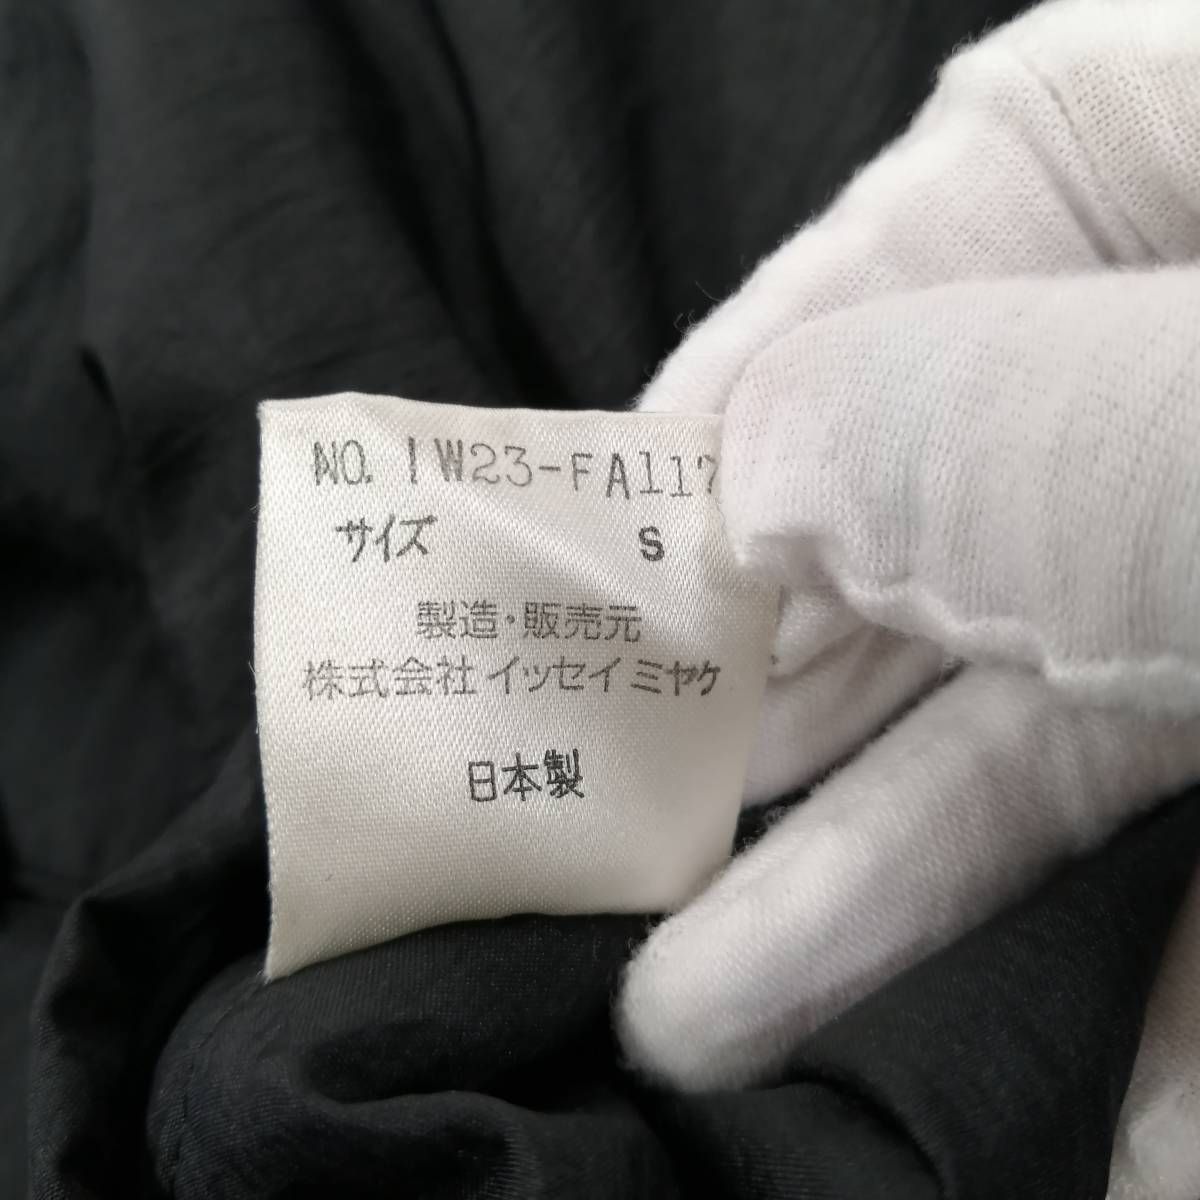 NO. IW23-FA117
サイズ S
製造・販売元
株式会社 イッセイ ミヤケ
日本製